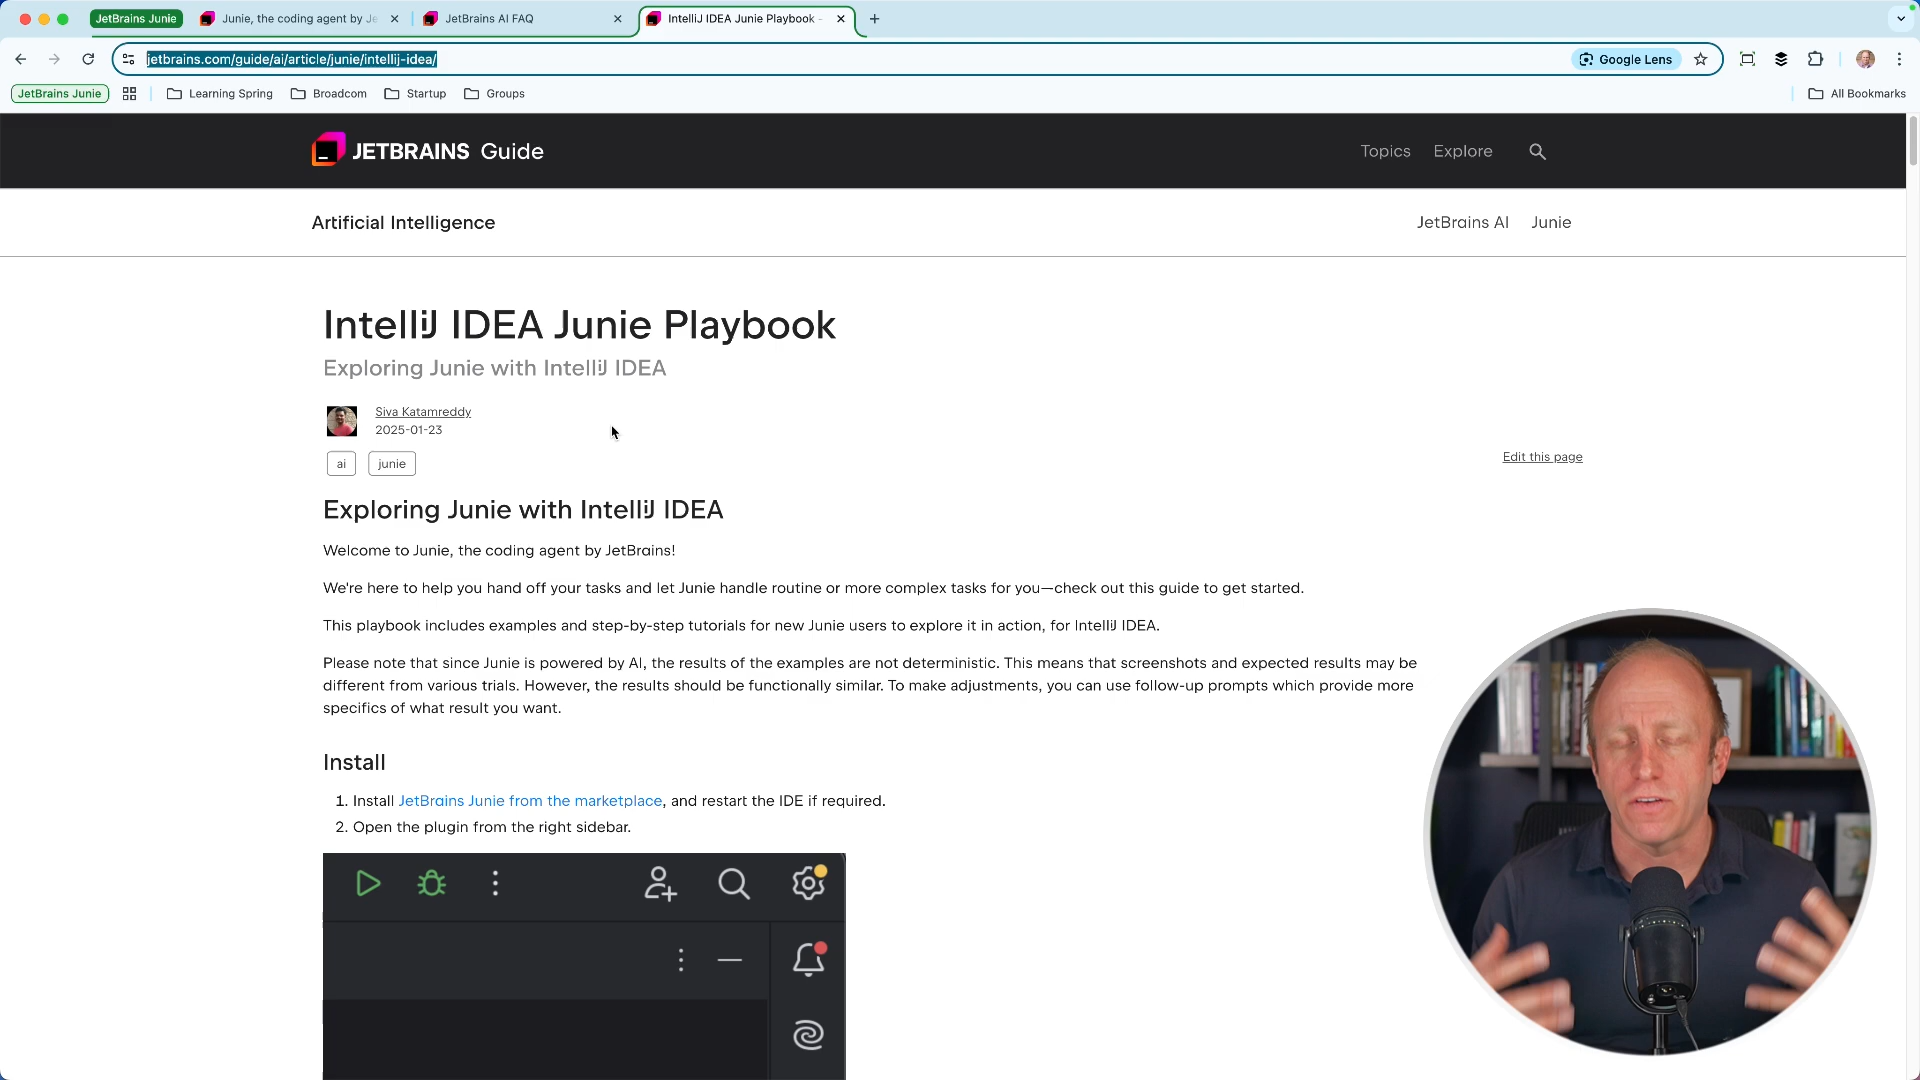 JetBrains Junie
Junie, the coding agent by Je
JetBrains AI FAQ
IntelliJ IDEA Junie Playbook -
jetbrains.com/guide/ai/article/junie/intellij-idea/
Google Lens
JetBrains Junie
Learning Spring
Broadcom
Startup
Groups
All Bookmarks
JETBRAINS Guide
Topics
Explore
Artificial Intelligence
JetBrains AI
Junie
IntelliJ IDEA Junie Playbook
Exploring Junie with IntelliJ IDEA
Siva Katamreddy
2025-01-23
ai
junie
Edit this page
Exploring Junie with IntelliJ IDEA
Welcome to Junie, the coding agent by JetBrains!
We're here to help you hand off your tasks and let Junie handle routine or more complex tasks for you—check out this guide to get started.
This playbook includes examples and step-by-step tutorials for new Junie users to explore it in action, for IntelliJ IDEA.
Please note that since Junie is powered by AI, the results of the examples are not deterministic. This means that screenshots and expected results may be
different from various trials. However, the results should be functionally similar. To make adjustments, you can use follow-up prompts which provide more
specifics of what result you want.
Install
1. Install JetBrains Junie from the marketplace, and restart the IDE if required.
2. Open the plugin from the right sidebar.